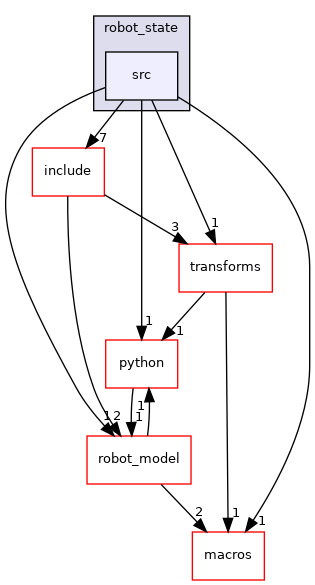 robot_state
src
7
include
3
1
transforms
1
1
python
1
1
1
2
robot_model
2
1
1
macros